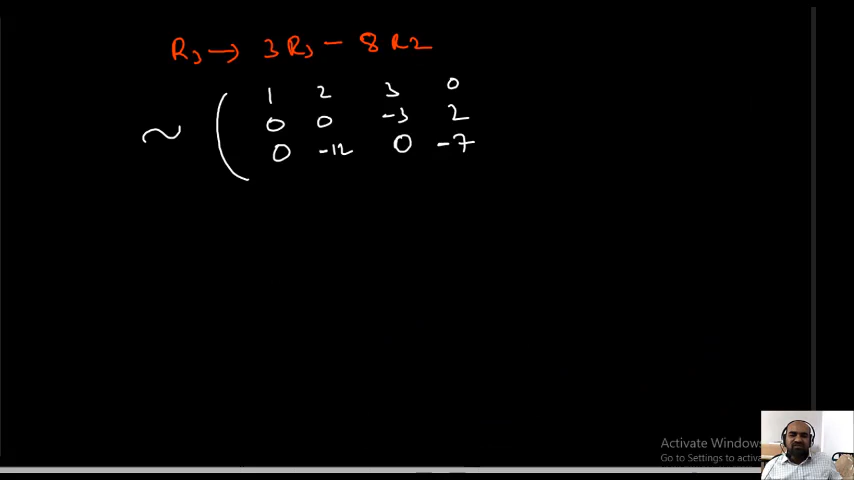 R3 → 3R3 - 8R2
1 2 3 0
~ ( 0 0 -3 2
0 -12 0 -7
Activate Windows
Go to Settings to activa